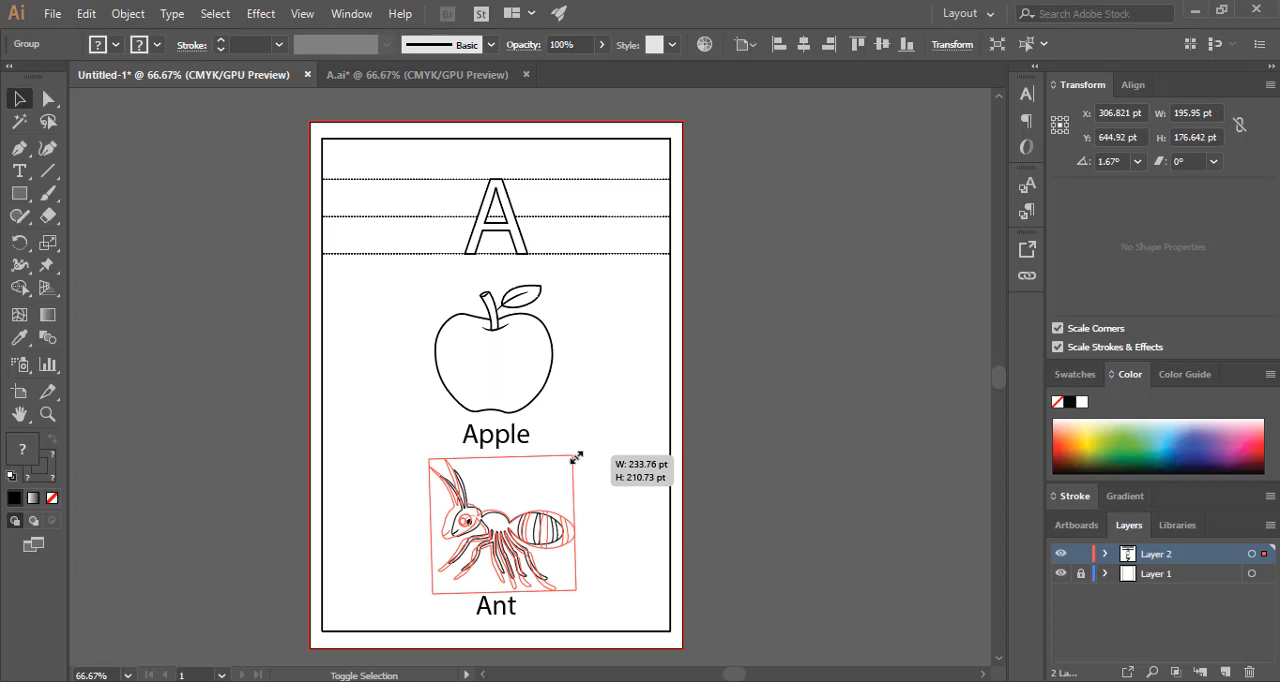 Ai File Edit Object Type Select Effect View Window Help Br St Layout Search Adobe Stock
Group ? ? Stroke: Basic Opacity: 100% Style: Transform
Untitled-1* @ 66.67% (CMYK/GPU Preview) × A.ai* @ 66.67% (CMYK/GPU Preview) ×
Transform Align
X: 306.821 pt W: 195.95 pt
Y: 644.92 pt H: 176.642 pt
1.67° 0°
No Shape Properties
Scale Corners
Scale Strokes & Effects
Swatches Color Color Guide
Stroke Gradient
Artboards Layers Libraries
Layer 2
Layer 1
2 La...
A
Apple
W: 233.76 pt
H: 210.73 pt
Ant
66.67% 1 Toggle Selection